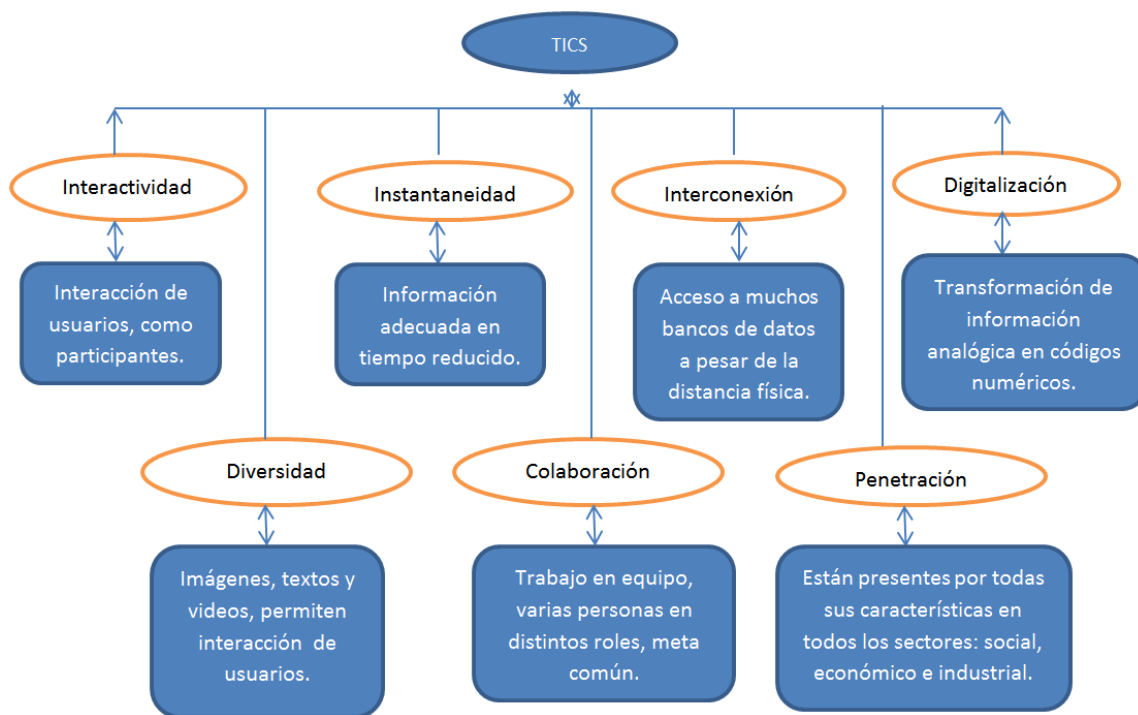 TICS
Interactividad
Instantaneidad
Interconexión
Digitalización
Interacción de
usuarios, como
participantes.
Información
adecuada en
tiempo reducido.
Acceso a muchos
bancos de datos
a pesar de la
distancia física.
Transformación de
información
analógica en códigos
numéricos.
Diversidad
Colaboración
Penetración
Imágenes, textos y
videos, permiten
interacción de
usuarios.
Trabajo en equipo,
varias personas en
distintos roles, meta
común.
Están presentes por todas
sus características en
todos los sectores: social,
económico e industrial.